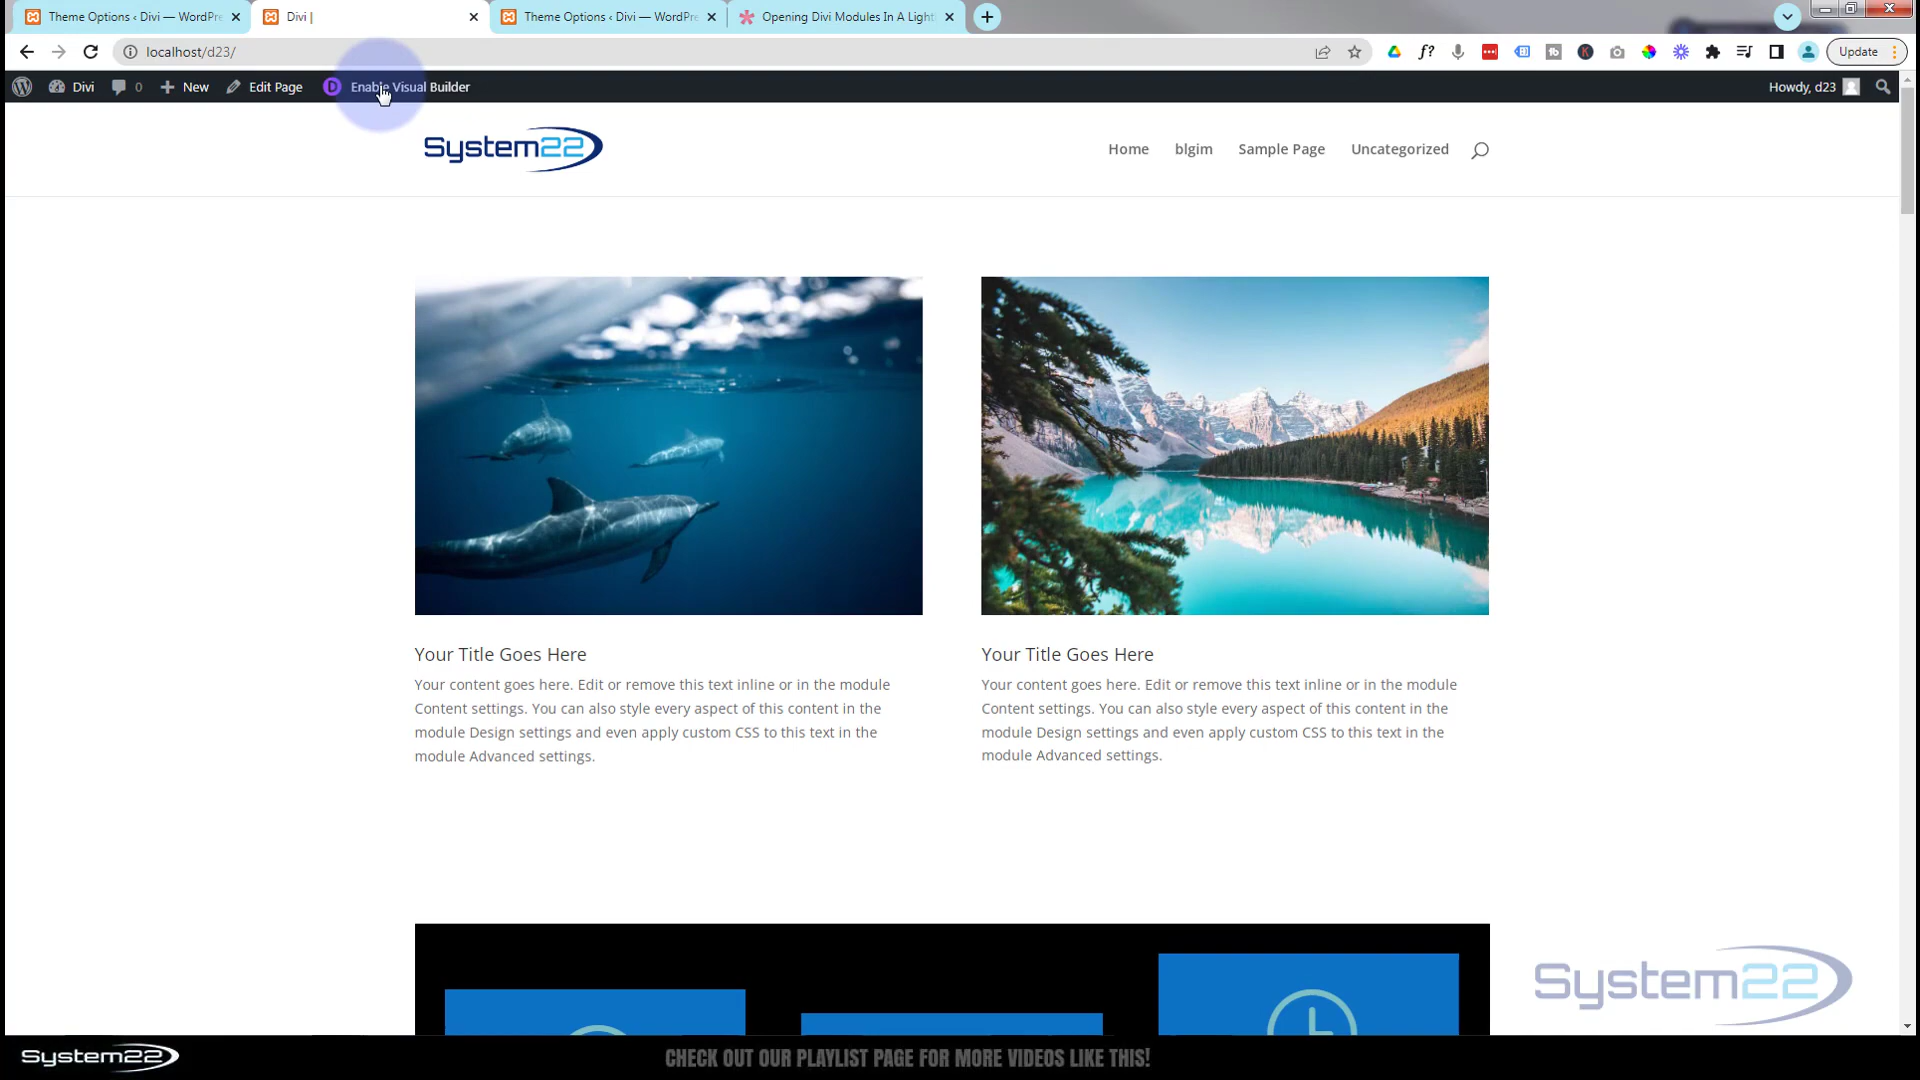 Theme Options ‹ Divi — WordPre
Divi |
Theme Options ‹ Divi — WordPre
Opening Divi Modules In A Light
localhost/d23/
Update
Divi
0
New
Edit Page
Enable Visual Builder
Howdy, d23
System22
Home
blgim
Sample Page
Uncategorized
Your Title Goes Here
Your content goes here. Edit or remove this text inline or in the module
Content settings. You can also style every aspect of this content in the
module Design settings and even apply custom CSS to this text in the
module Advanced settings.
Your Title Goes Here
Your content goes here. Edit or remove this text inline or in the module
Content settings. You can also style every aspect of this content in the
module Design settings and even apply custom CSS to this text in the
module Advanced settings.
System22
System22
CHECK OUT OUR PLAYLIST PAGE FOR MORE VIDEOS LIKE THIS!